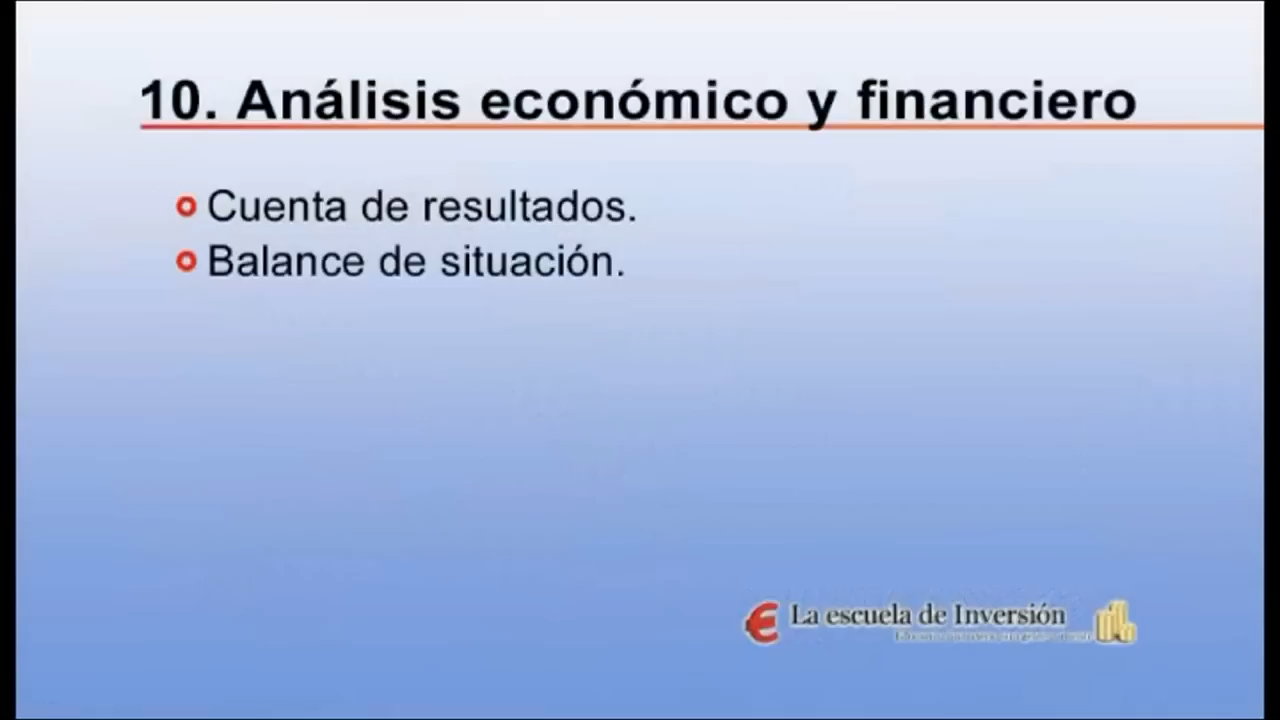 10. Análisis económico y financiero
Cuenta de resultados.
Balance de situación.
La escuela de Inversión